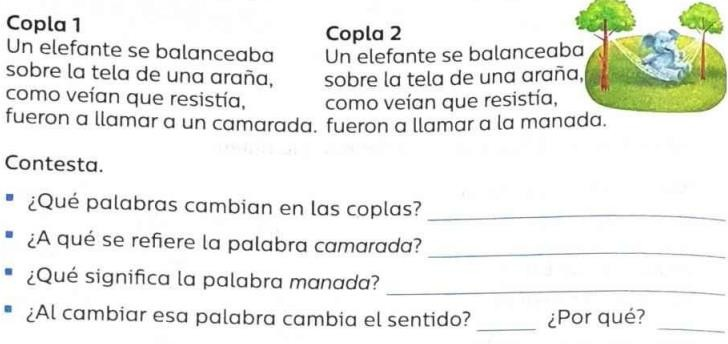 Copla 1
Un elefante se balanceaba
sobre la tela de una araña,
como veían que resistía,
fueron a llamar a un camarada.
Copla 2
Un elefante se balanceaba
sobre la tela de una araña,
como veían que resistía,
fueron a llamar a la manada.
Contesta.
¿Qué palabras cambian en las coplas?
¿A qué se refiere la palabra camarada?
¿Qué significa la palabra manada?
¿Al cambiar esa palabra cambia el sentido? ¿Por qué?